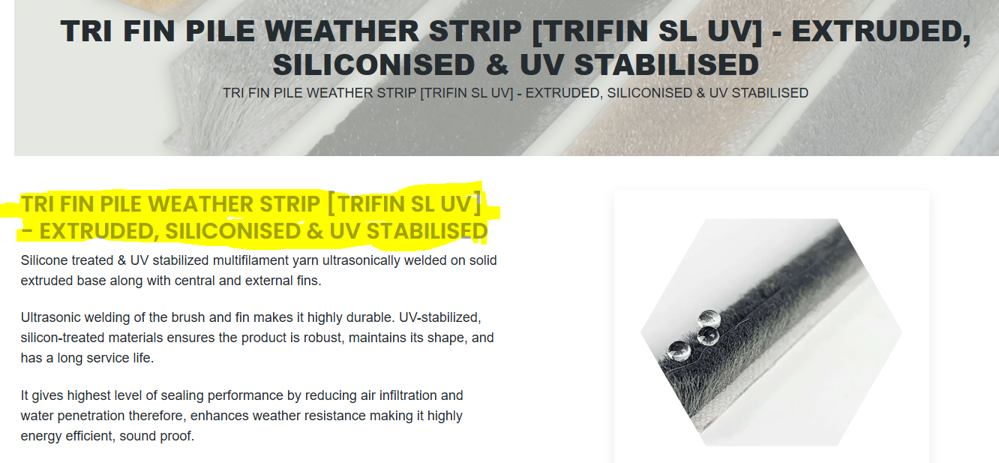 TRI FIN PILE WEATHER STRIP [TRIFIN SL UV] - EXTRUDED,
SILICONISED & UV STABILISED
TRI FIN PILE WEATHER STRIP [TRIFIN SL UV] - EXTRUDED, SILICONISED & UV STABILISED
TRI FIN PILE WEATHER STRIP [TRIFIN SL UV]
– EXTRUDED, SILICONISED & UV STABILISED
Silicone treated & UV stabilized multifilament yarn ultrasonically welded on solid
extruded base along with central and external fins.
Ultrasonic welding of the brush and fin makes it highly durable. UV-stabilized,
silicon-treated materials ensures the product is robust, maintains its shape, and
has a long service life.
It gives highest level of sealing performance by reducing air infiltration and
water penetration therefore, enhances weather resistance making it highly
energy efficient, sound proof.